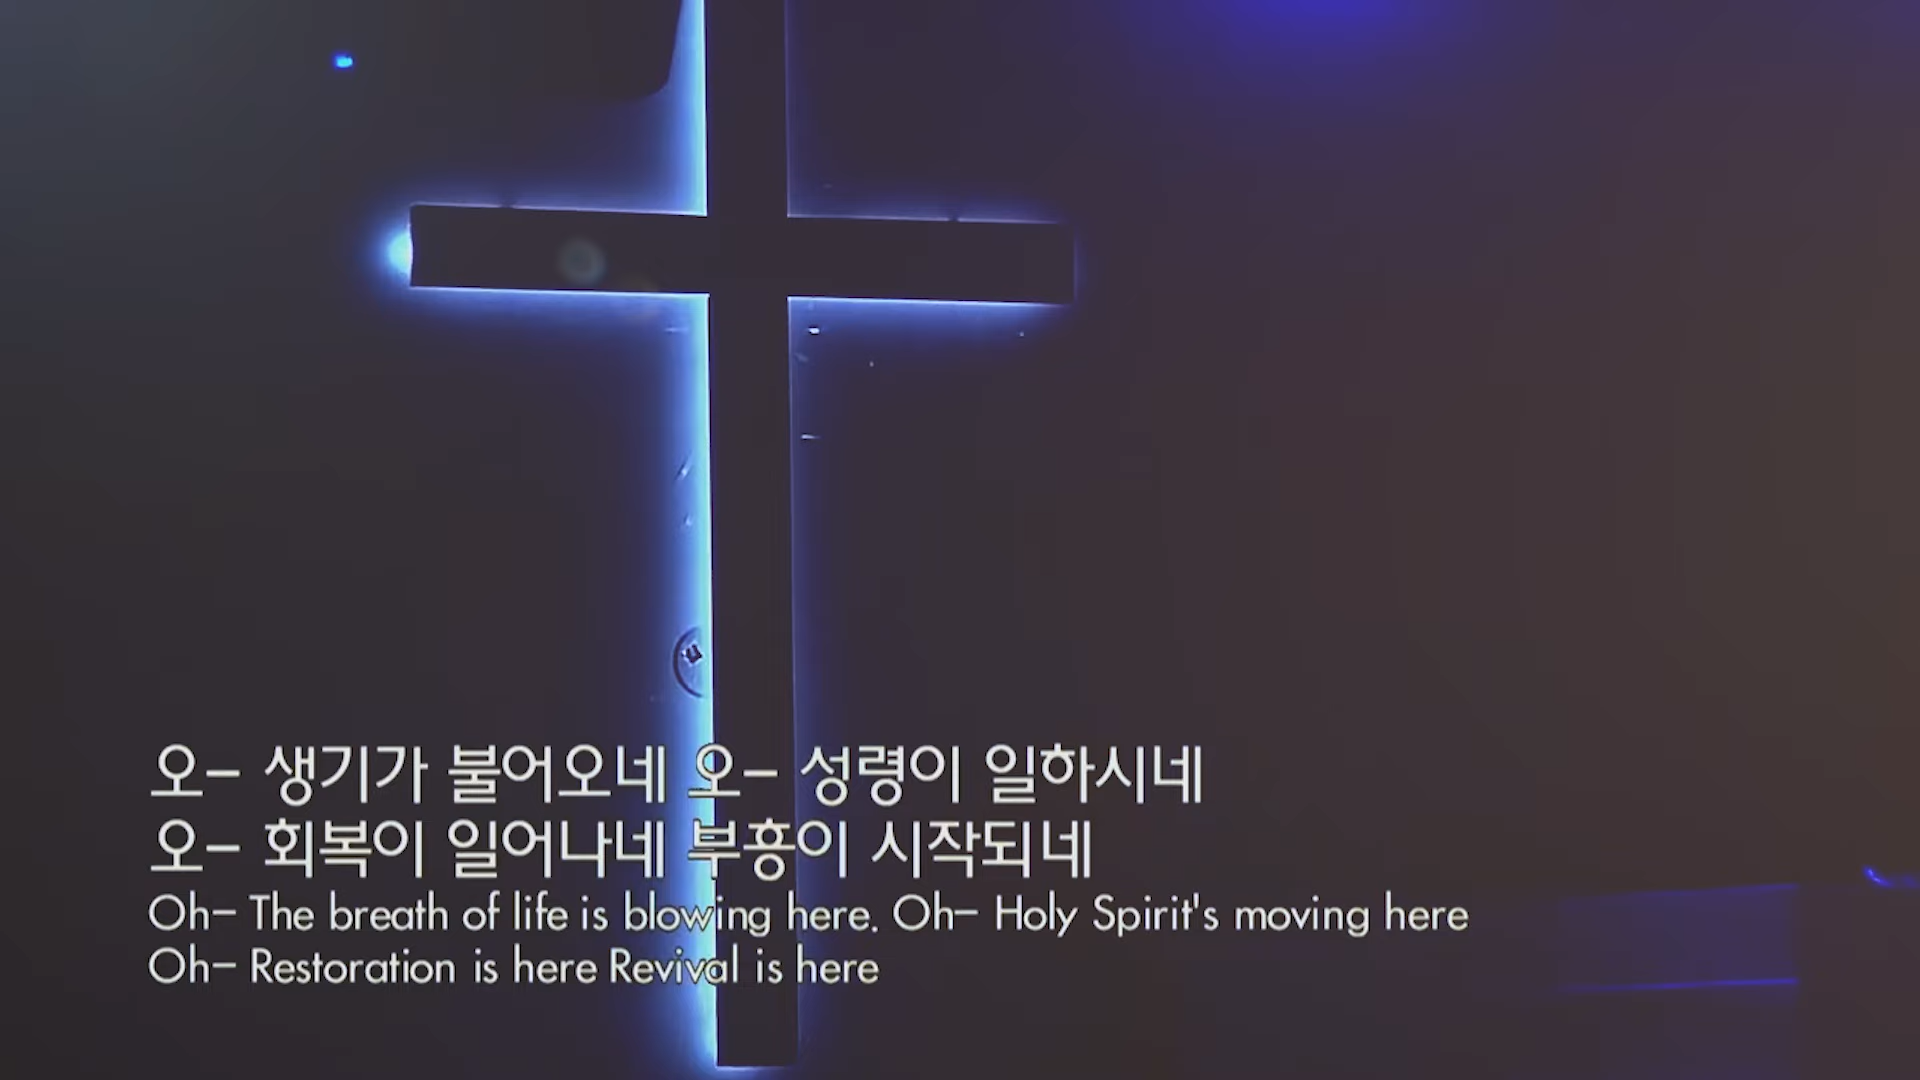 오- 생기가 불어오네 오- 성령이 일하시네
오- 회복이 일어나네 부흥이 시작되네
Oh- The breath of life is blowing here. Oh- Holy Spirit's moving here
Oh- Restoration is here Revival is here